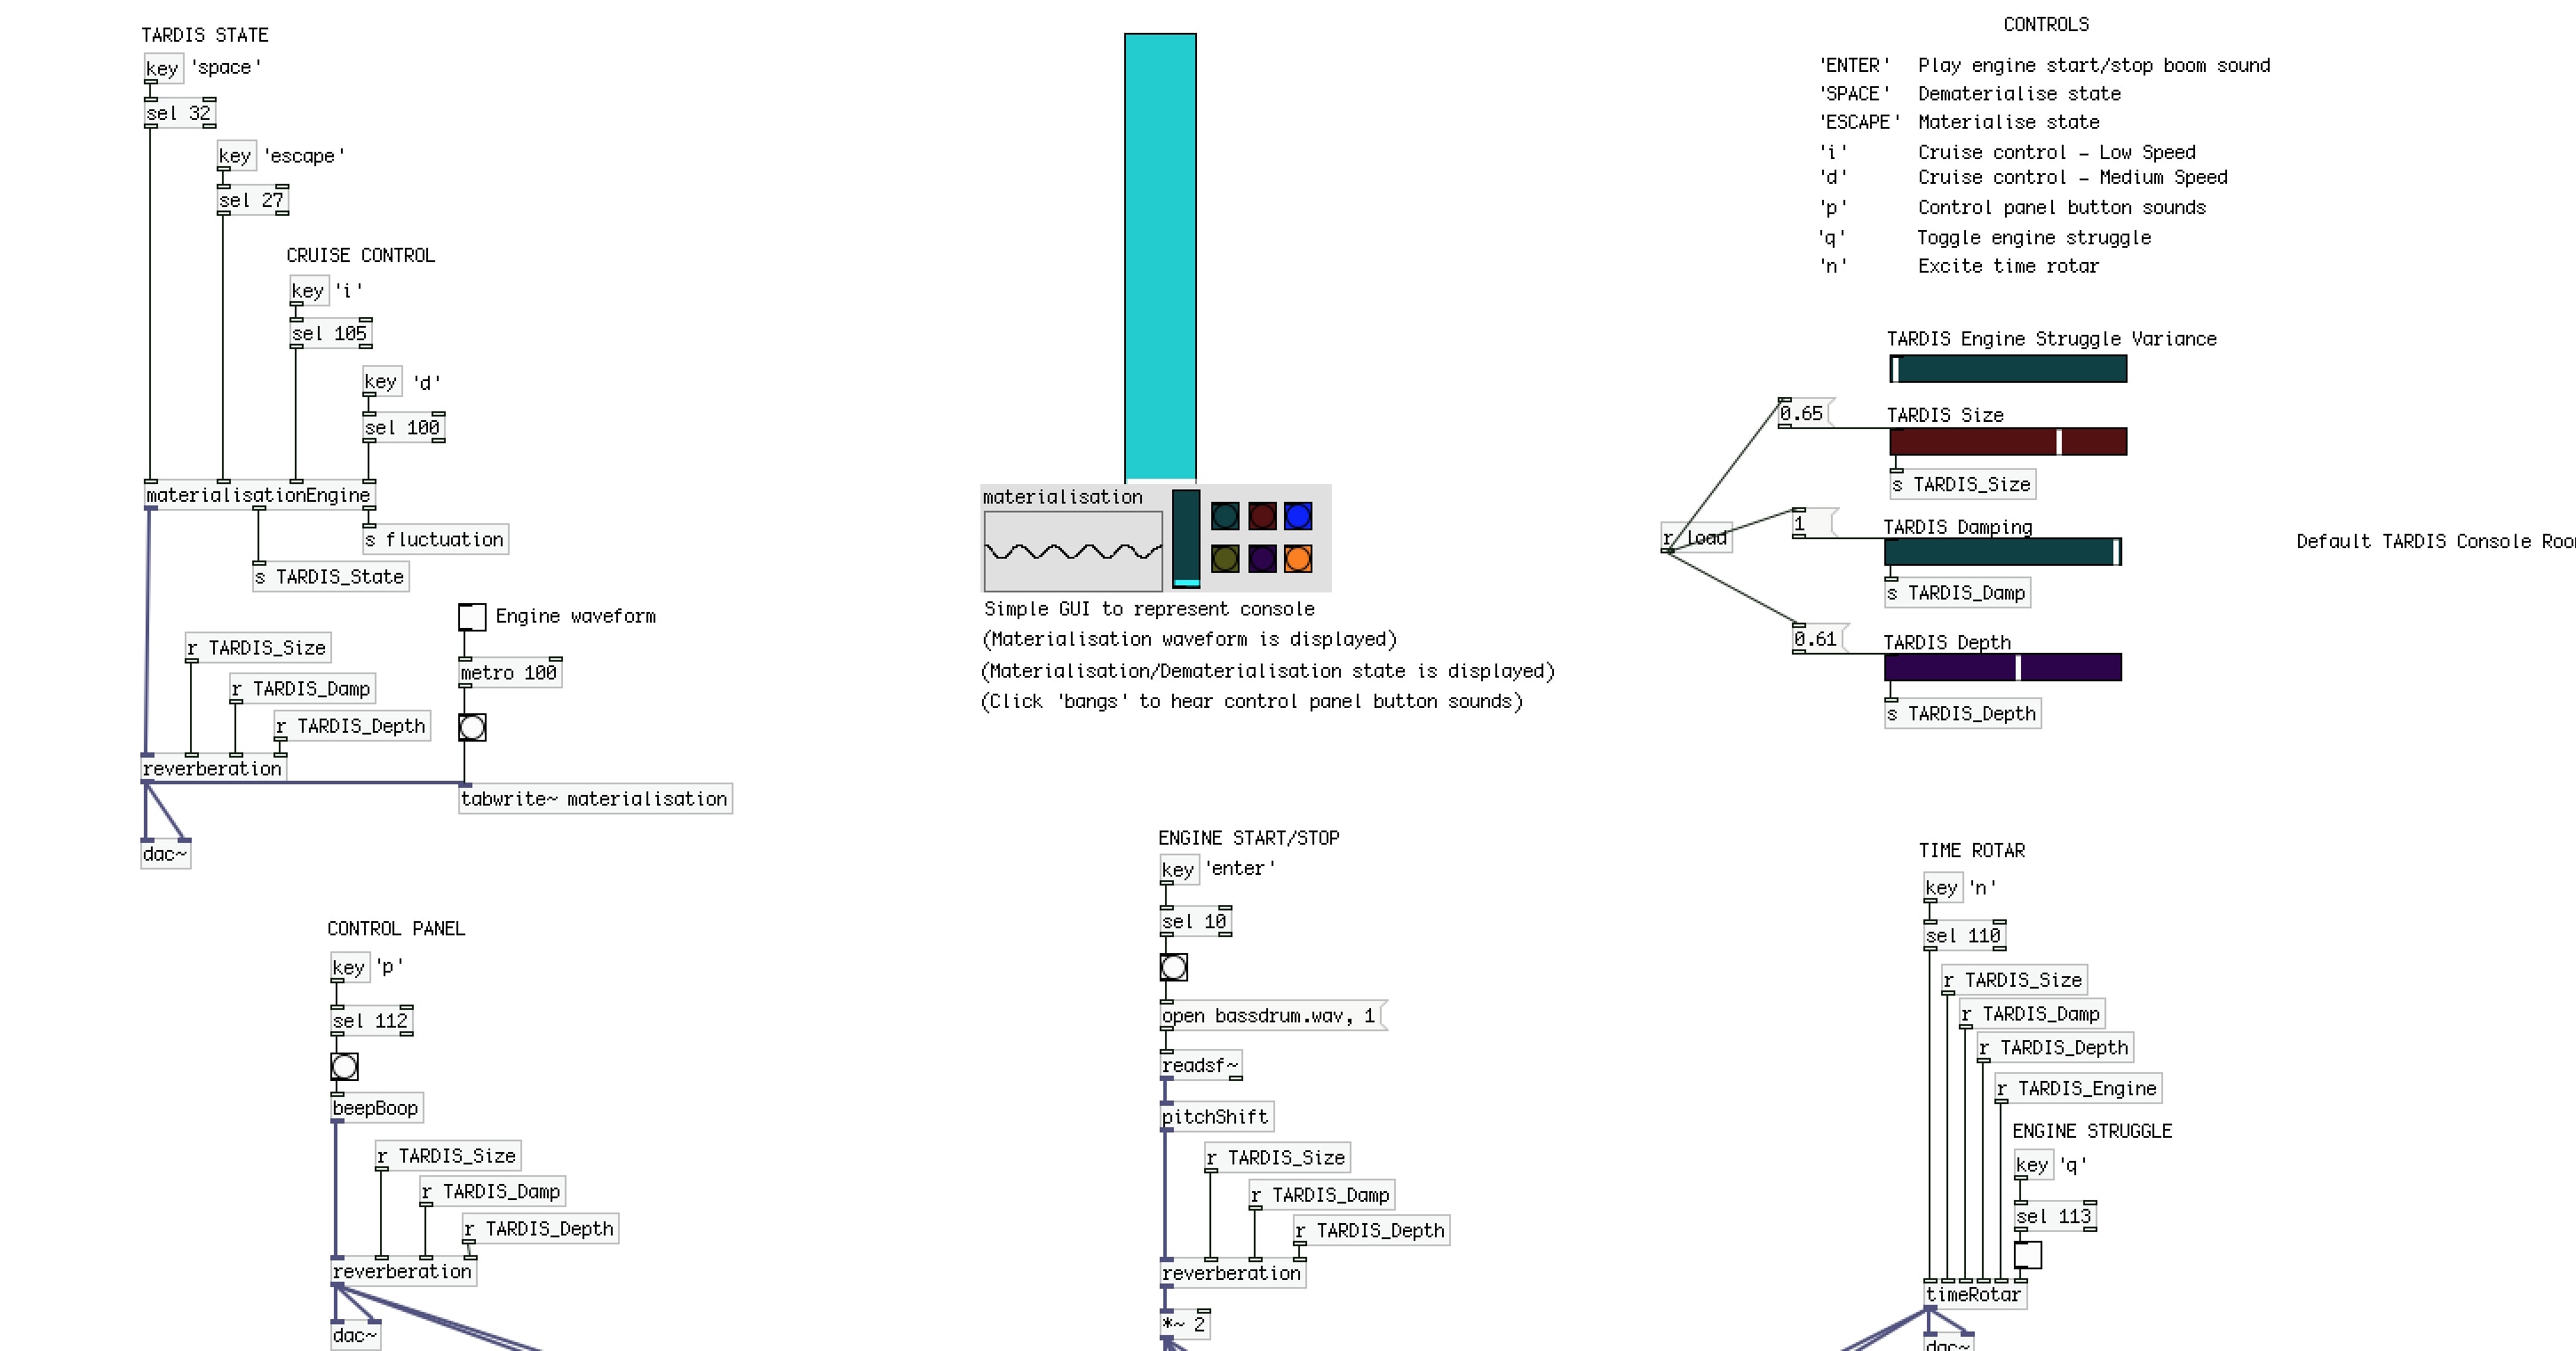 TARDIS STATE
key 'space'
sel 32
key 'escape'
sel 27
CRUISE CONTROL
key 'i'
sel 105
key 'd'
sel 100
materialisationEngine
s fluctuation
s TARDIS_State
Engine waveform
r TARDIS_Size
metro 100
r TARDIS_Damp
r TARDIS_Depth
reverberation
tabwrite~ materialisation
dac~
materialisation
Simple GUI to represent console
(Materialisation waveform is displayed)
(Materialisation/Dematerialisation state is displayed)
(Click 'bangs' to hear control panel button sounds)
CONTROLS
'ENTER' Play engine start/stop boom sound
'SPACE' Dematerialise state
'ESCAPE' Materialise state
'i' Cruise control - Low Speed
'd' Cruise control - Medium Speed
'p' Control panel button sounds
'q' Toggle engine struggle
'n' Excite time rotar
TARDIS Engine Struggle Variance
0.65
TARDIS Size
s TARDIS_Size
r load
1
TARDIS Damping
s TARDIS_Damp
Default TARDIS Console Roo
0.61
TARDIS Depth
s TARDIS_Depth
CONTROL PANEL
key 'p'
sel 112
beepBoop
r TARDIS_Size
r TARDIS_Damp
r TARDIS_Depth
reverberation
dac~
ENGINE START/STOP
key 'enter'
sel 10
open bassdrum.wav, 1
readsf~
pitchShift
r TARDIS_Size
r TARDIS_Damp
r TARDIS_Depth
reverberation
*~ 2
TIME ROTAR
key 'n'
sel 110
r TARDIS_Size
r TARDIS_Damp
r TARDIS_Depth
r TARDIS_Engine
ENGINE STRUGGLE
key 'q'
sel 113
timeRotar
dac~